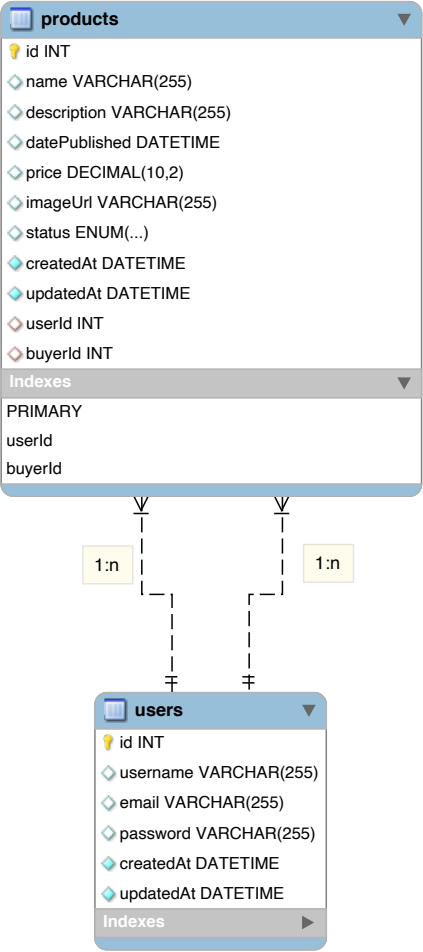 products
id INT
name VARCHAR(255)
description VARCHAR(255)
datePublished DATETIME
price DECIMAL(10,2)
imageUrl VARCHAR(255)
status ENUM(...)
createdAt DATETIME
updatedAt DATETIME
userId INT
buyerId INT
Indexes
PRIMARY
userId
buyerId
1:n
1:n
users
id INT
username VARCHAR(255)
email VARCHAR(255)
password VARCHAR(255)
createdAt DATETIME
updatedAt DATETIME
Indexes